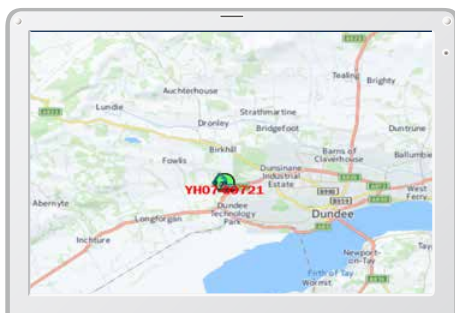 Tealing
Brighty
Auchterhouse
Lundie
Strathmartine
Dronley
Bridgefoot
Duntrune
Birkhill
Barns of
Claverhouse
Ballumbie
Fowlis
Dunsinane
Industrial
Estate
West
Ferry
Abernyte
Longforgan
Dundee
Technology
Park
Dundee
Inchture
Newport-
on-Tay
Tay
Firth of Tay
Wormit